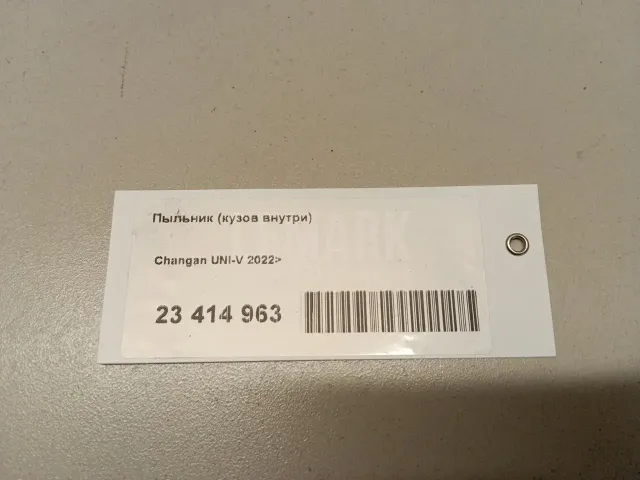 Пыльник (кузов внутри)
Changan UNI-V 2022>
23 414 963